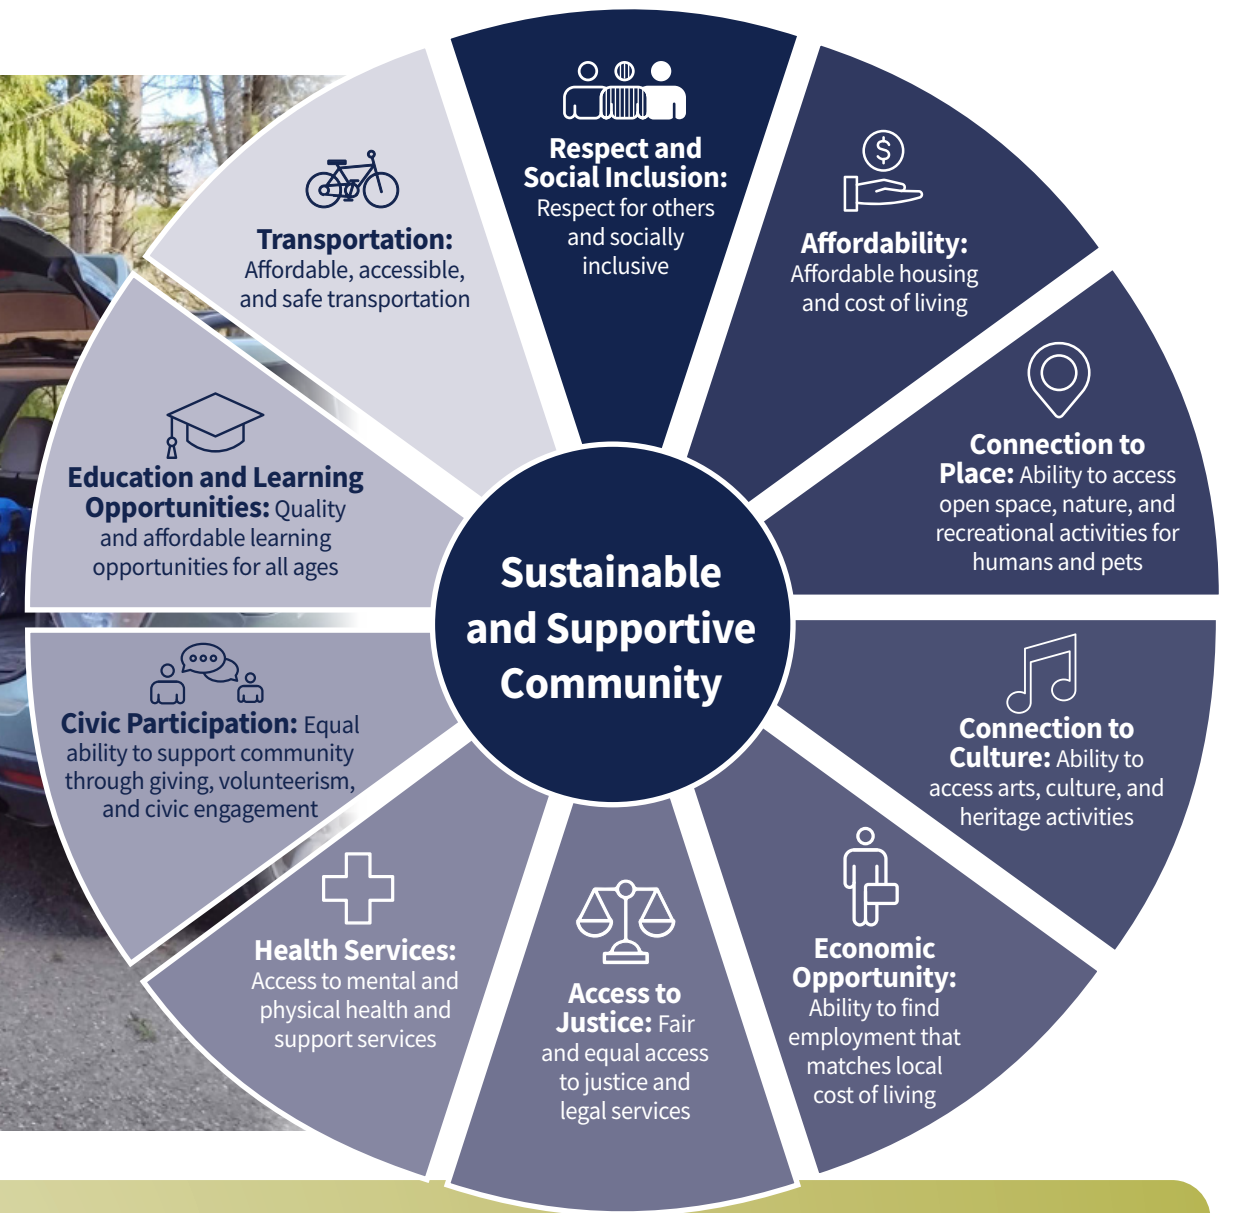 Respect and
Social Inclusion:
Respect for others
and socially
inclusive
Affordability:
Affordable housing
and cost of living
Connection to
Place: Ability to access
open space, nature, and
recreational activities for
humans and pets
Connection to
Culture: Ability to
access arts, culture, and
heritage activities
Economic
Opportunity:
Ability to find
employment that
matches local
cost of living
Access to
Justice: Fair
and equal access
to justice and
legal services
Health Services:
Access to mental and
physical health and
support services
Civic Participation: Equal
ability to support community
through giving, volunteerism,
and civic engagement
Education and Learning
Opportunities: Quality
and affordable learning
opportunities for all ages
Transportation:
Affordable, accessible,
and safe transportation
Sustainable
and Supportive
Community
$